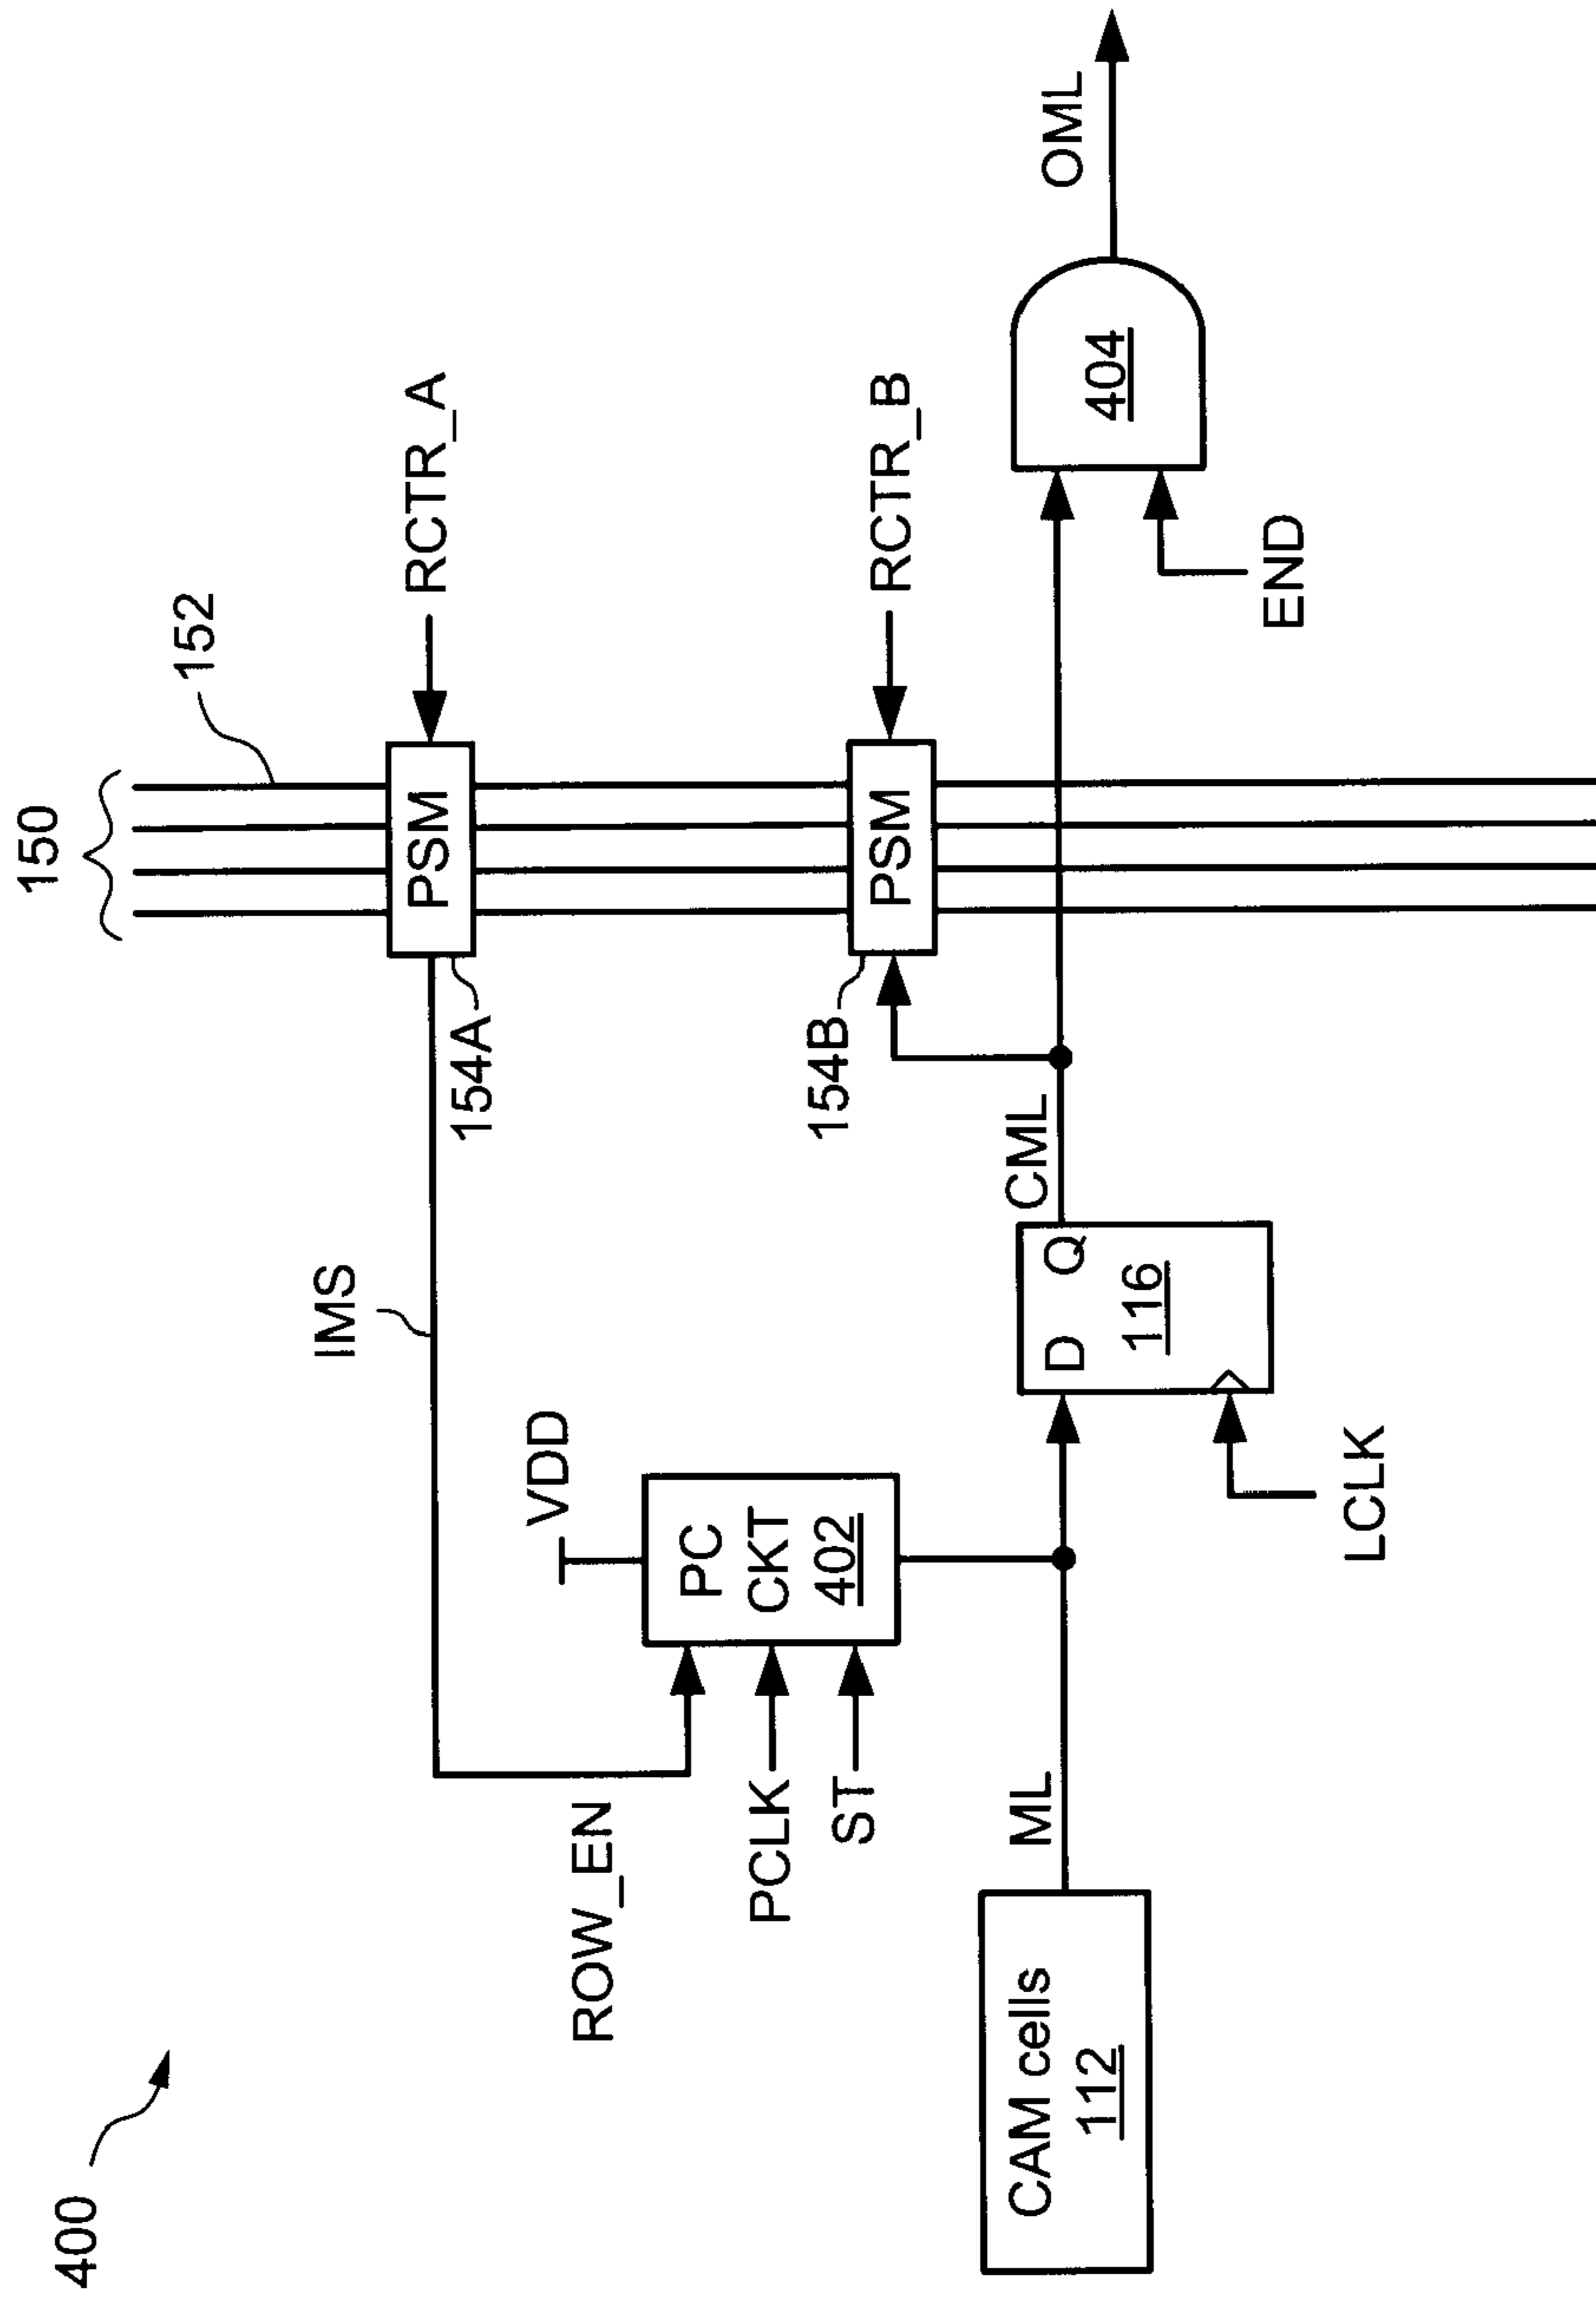 400
150
152
IMS
PSM
RCTR_A
154A
VDD
ROW_EN
PC
CKT
402
PCLK
ST
154B
PSM
RCTR_B
ML
CML
OML
CAM cells
112
D Q
116
404
LCLK
END